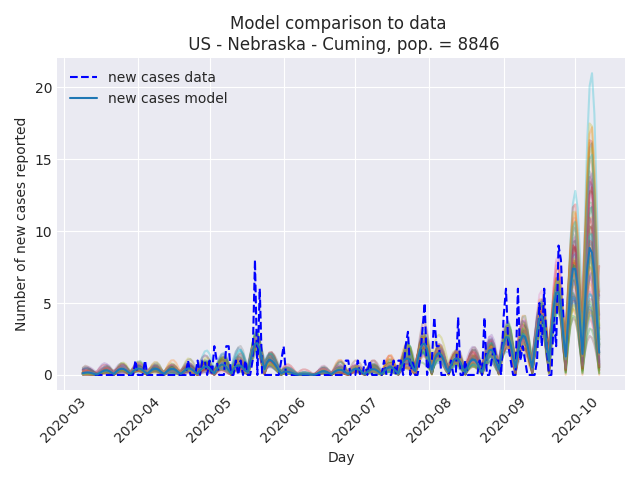 Model comparison to data
US - Nebraska - Cuming, pop. = 8846
new cases data
new cases model
Number of new cases reported
20
15
10
5
0
2020-03
2020-04
2020-05
2020-06
2020-07
2020-08
2020-09
2020-10
Day